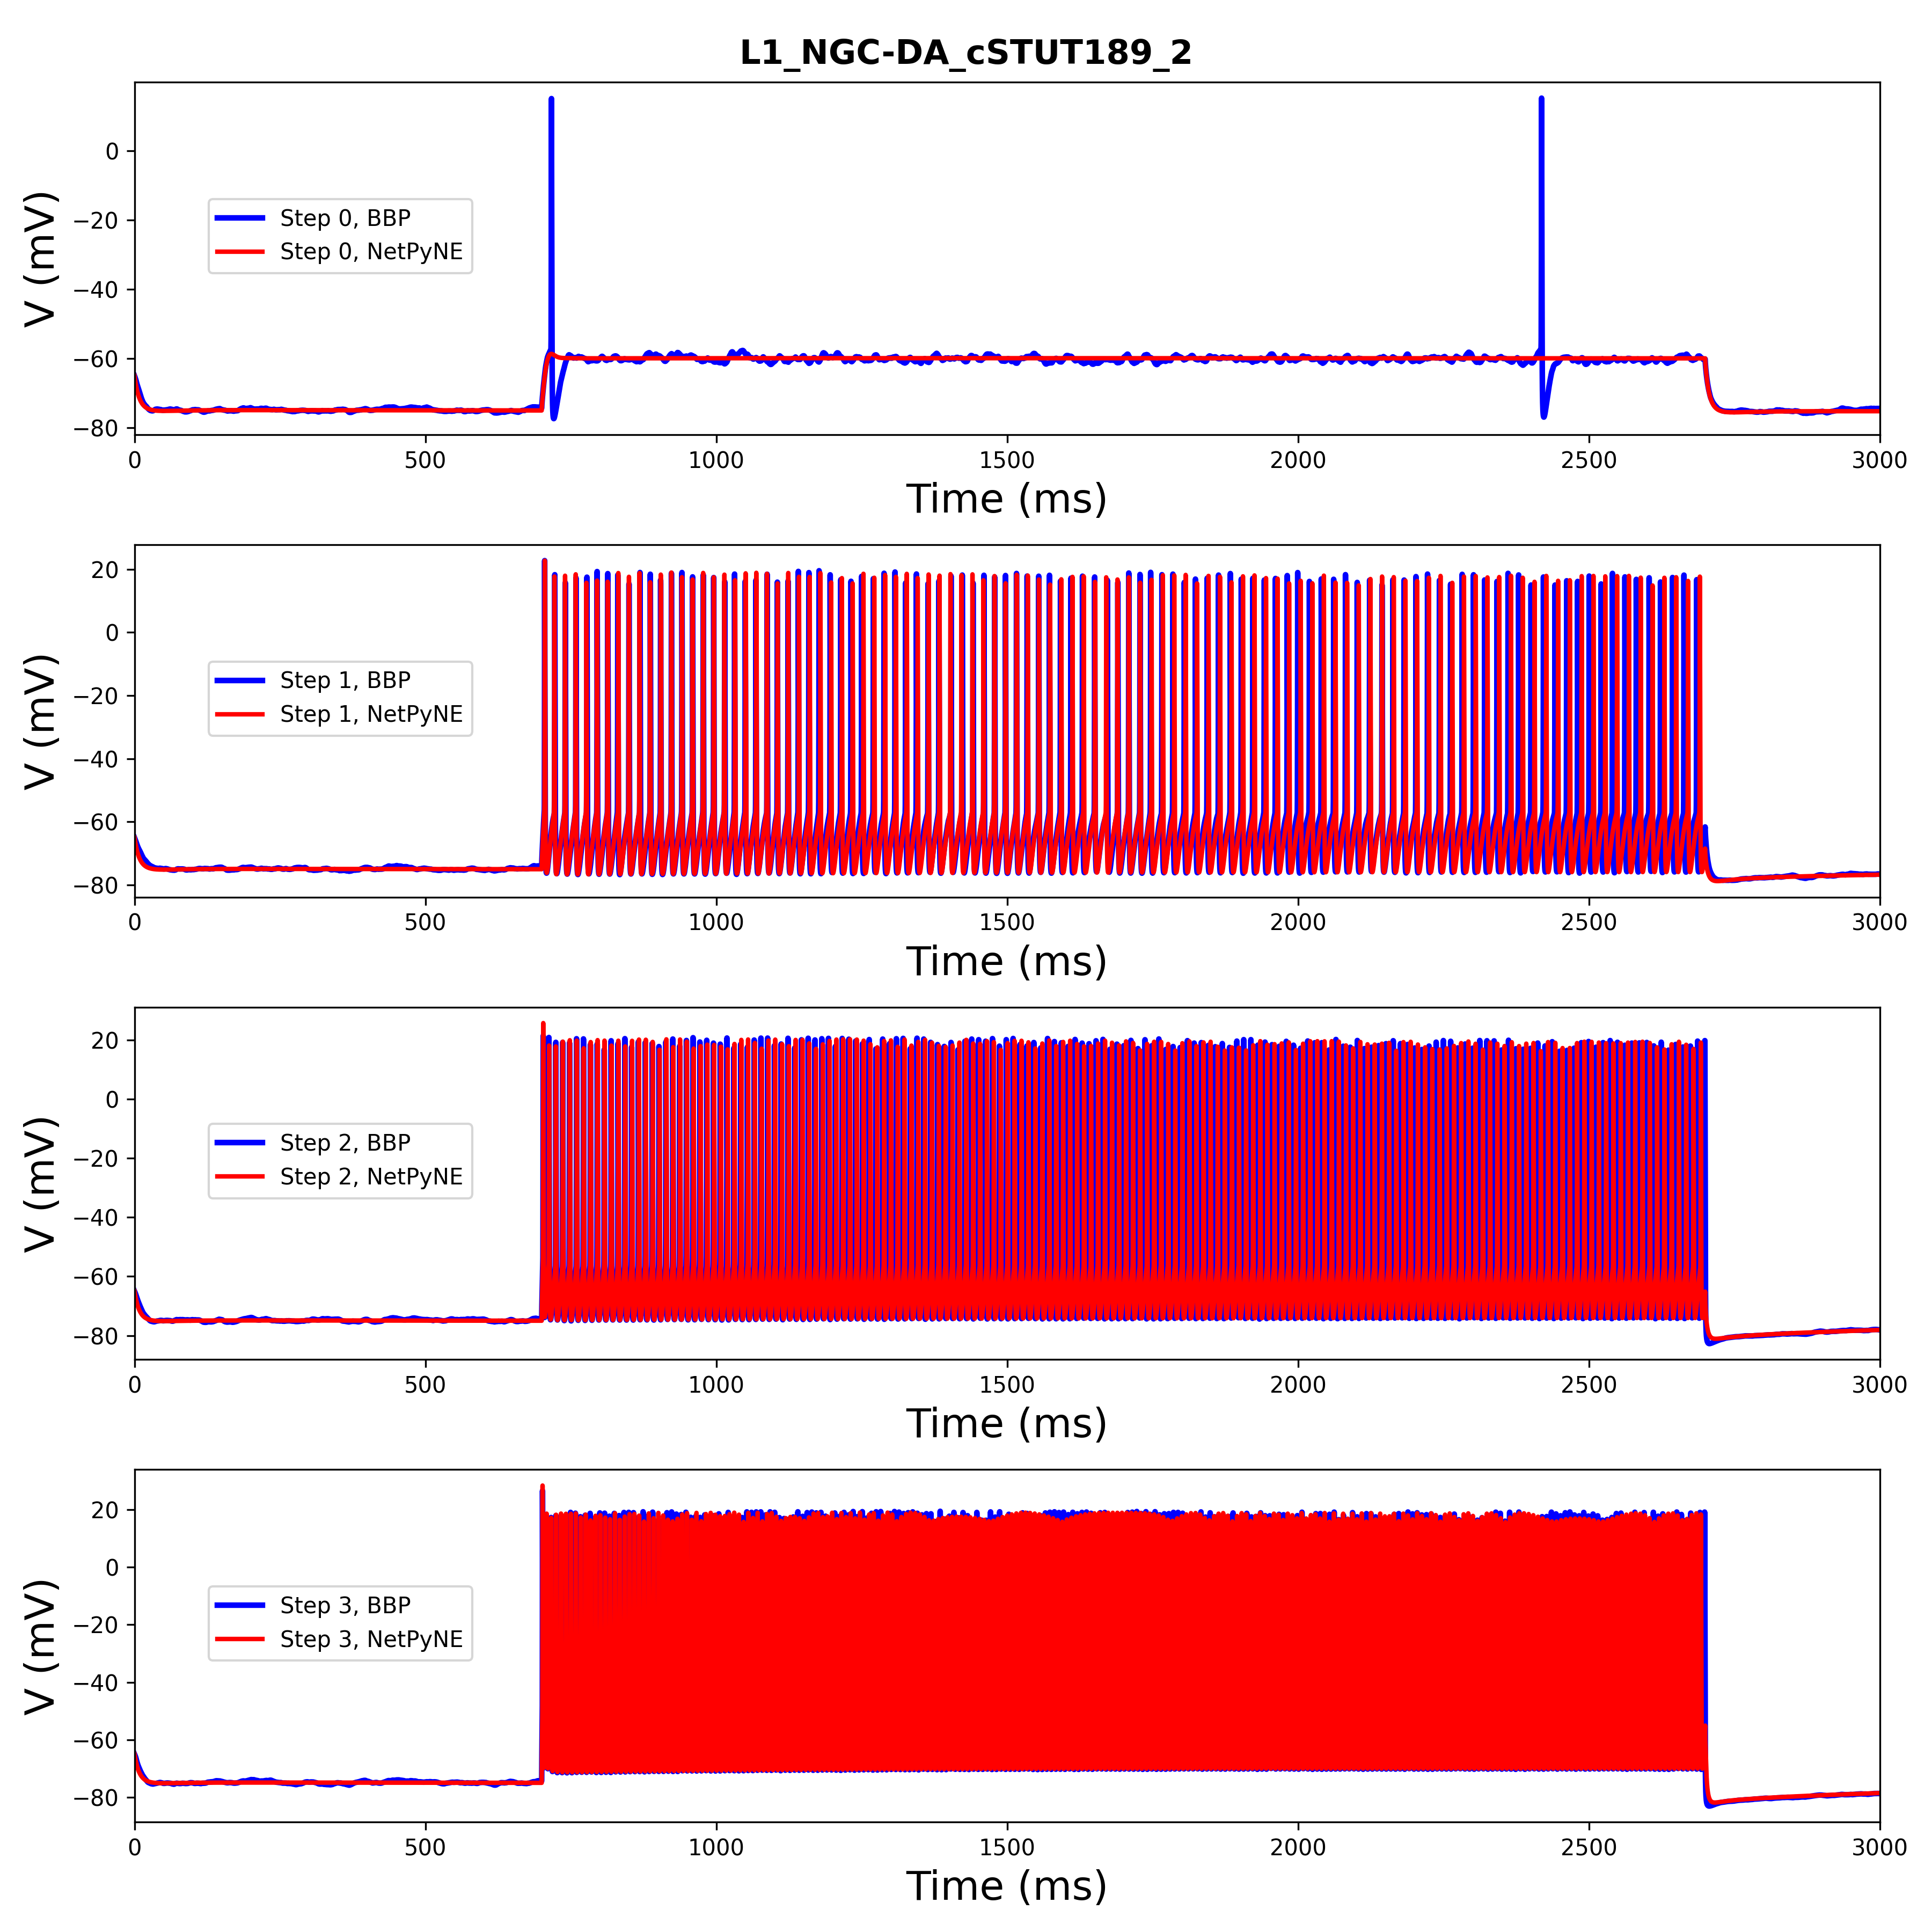 L1_NGC-DA_cSTUT189_2
V (mV)
0
−20
−40
−60
−80
Step 0, BBP
Step 0, NetPyNE
0 500 1000 1500 2000 2500 3000
Time (ms)
V (mV)
20
0
−20
−40
−60
−80
Step 1, BBP
Step 1, NetPyNE
0 500 1000 1500 2000 2500 3000
Time (ms)
V (mV)
20
0
−20
−40
−60
−80
Step 2, BBP
Step 2, NetPyNE
0 500 1000 1500 2000 2500 3000
Time (ms)
V (mV)
20
0
−20
−40
−60
−80
Step 3, BBP
Step 3, NetPyNE
0 500 1000 1500 2000 2500 3000
Time (ms)